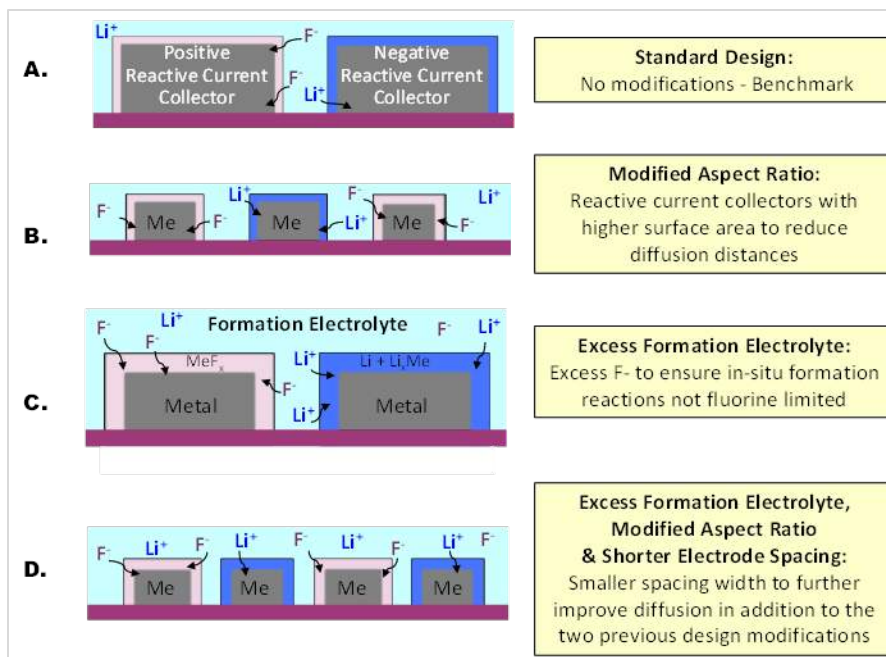 A.
Li⁺
Positive
Reactive Current
Collector
F⁻
F⁻
Negative
Reactive Current
Collector
Li⁺
Standard Design:
No modifications - Benchmark
B.
F⁻
Me
F⁻
Li⁺
Me
Li⁺
F⁻
Me
F⁻
Li⁺
Modified Aspect Ratio:
Reactive current collectors with
higher surface area to reduce
diffusion distances
C.
Li⁺
F⁻
F⁻
Formation Electrolyte
F⁻
Li⁺
MeFₓ
F⁻
Metal
Li⁺
Li + LiₓMe
Li⁺
Metal
Excess Formation Electrolyte:
Excess F- to ensure in-situ formation
reactions not fluorine limited
D.
F⁻
Li⁺
F⁻
Me
Li⁺
Me
F⁻
Li⁺
F⁻
Me
Li⁺
F⁻
Me
Excess Formation Electrolyte,
Modified Aspect Ratio
& Shorter Electrode Spacing:
Smaller spacing width to further
improve diffusion in addition to the
two previous design modifications